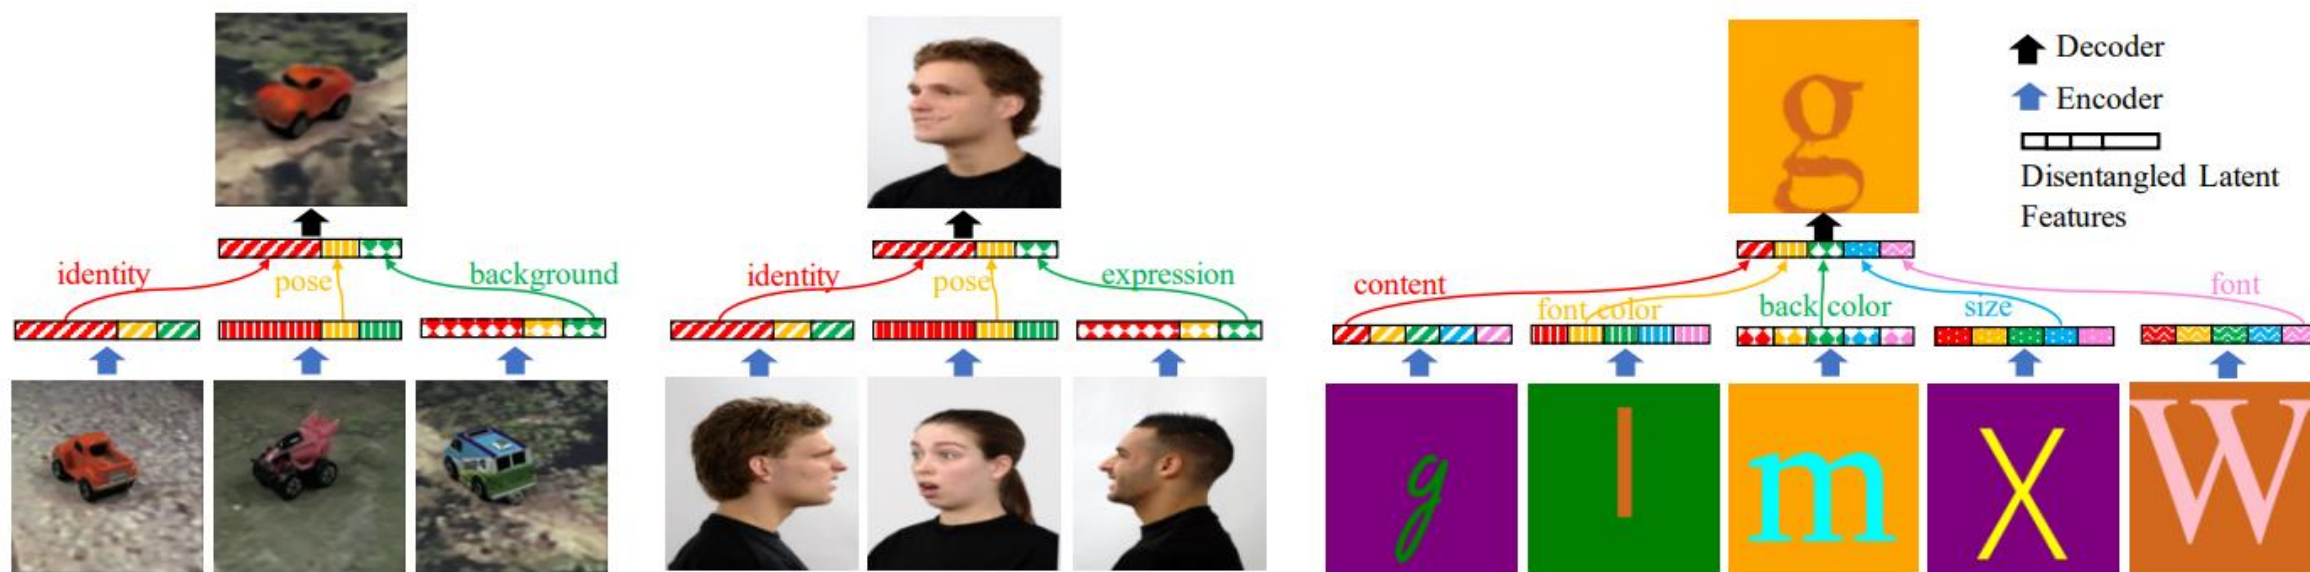 identity
pose
background
identity
pose
expression
content
font color
back color
size
font
g
Decoder
Encoder
Disentangled Latent
Features
g
l
m
X
W